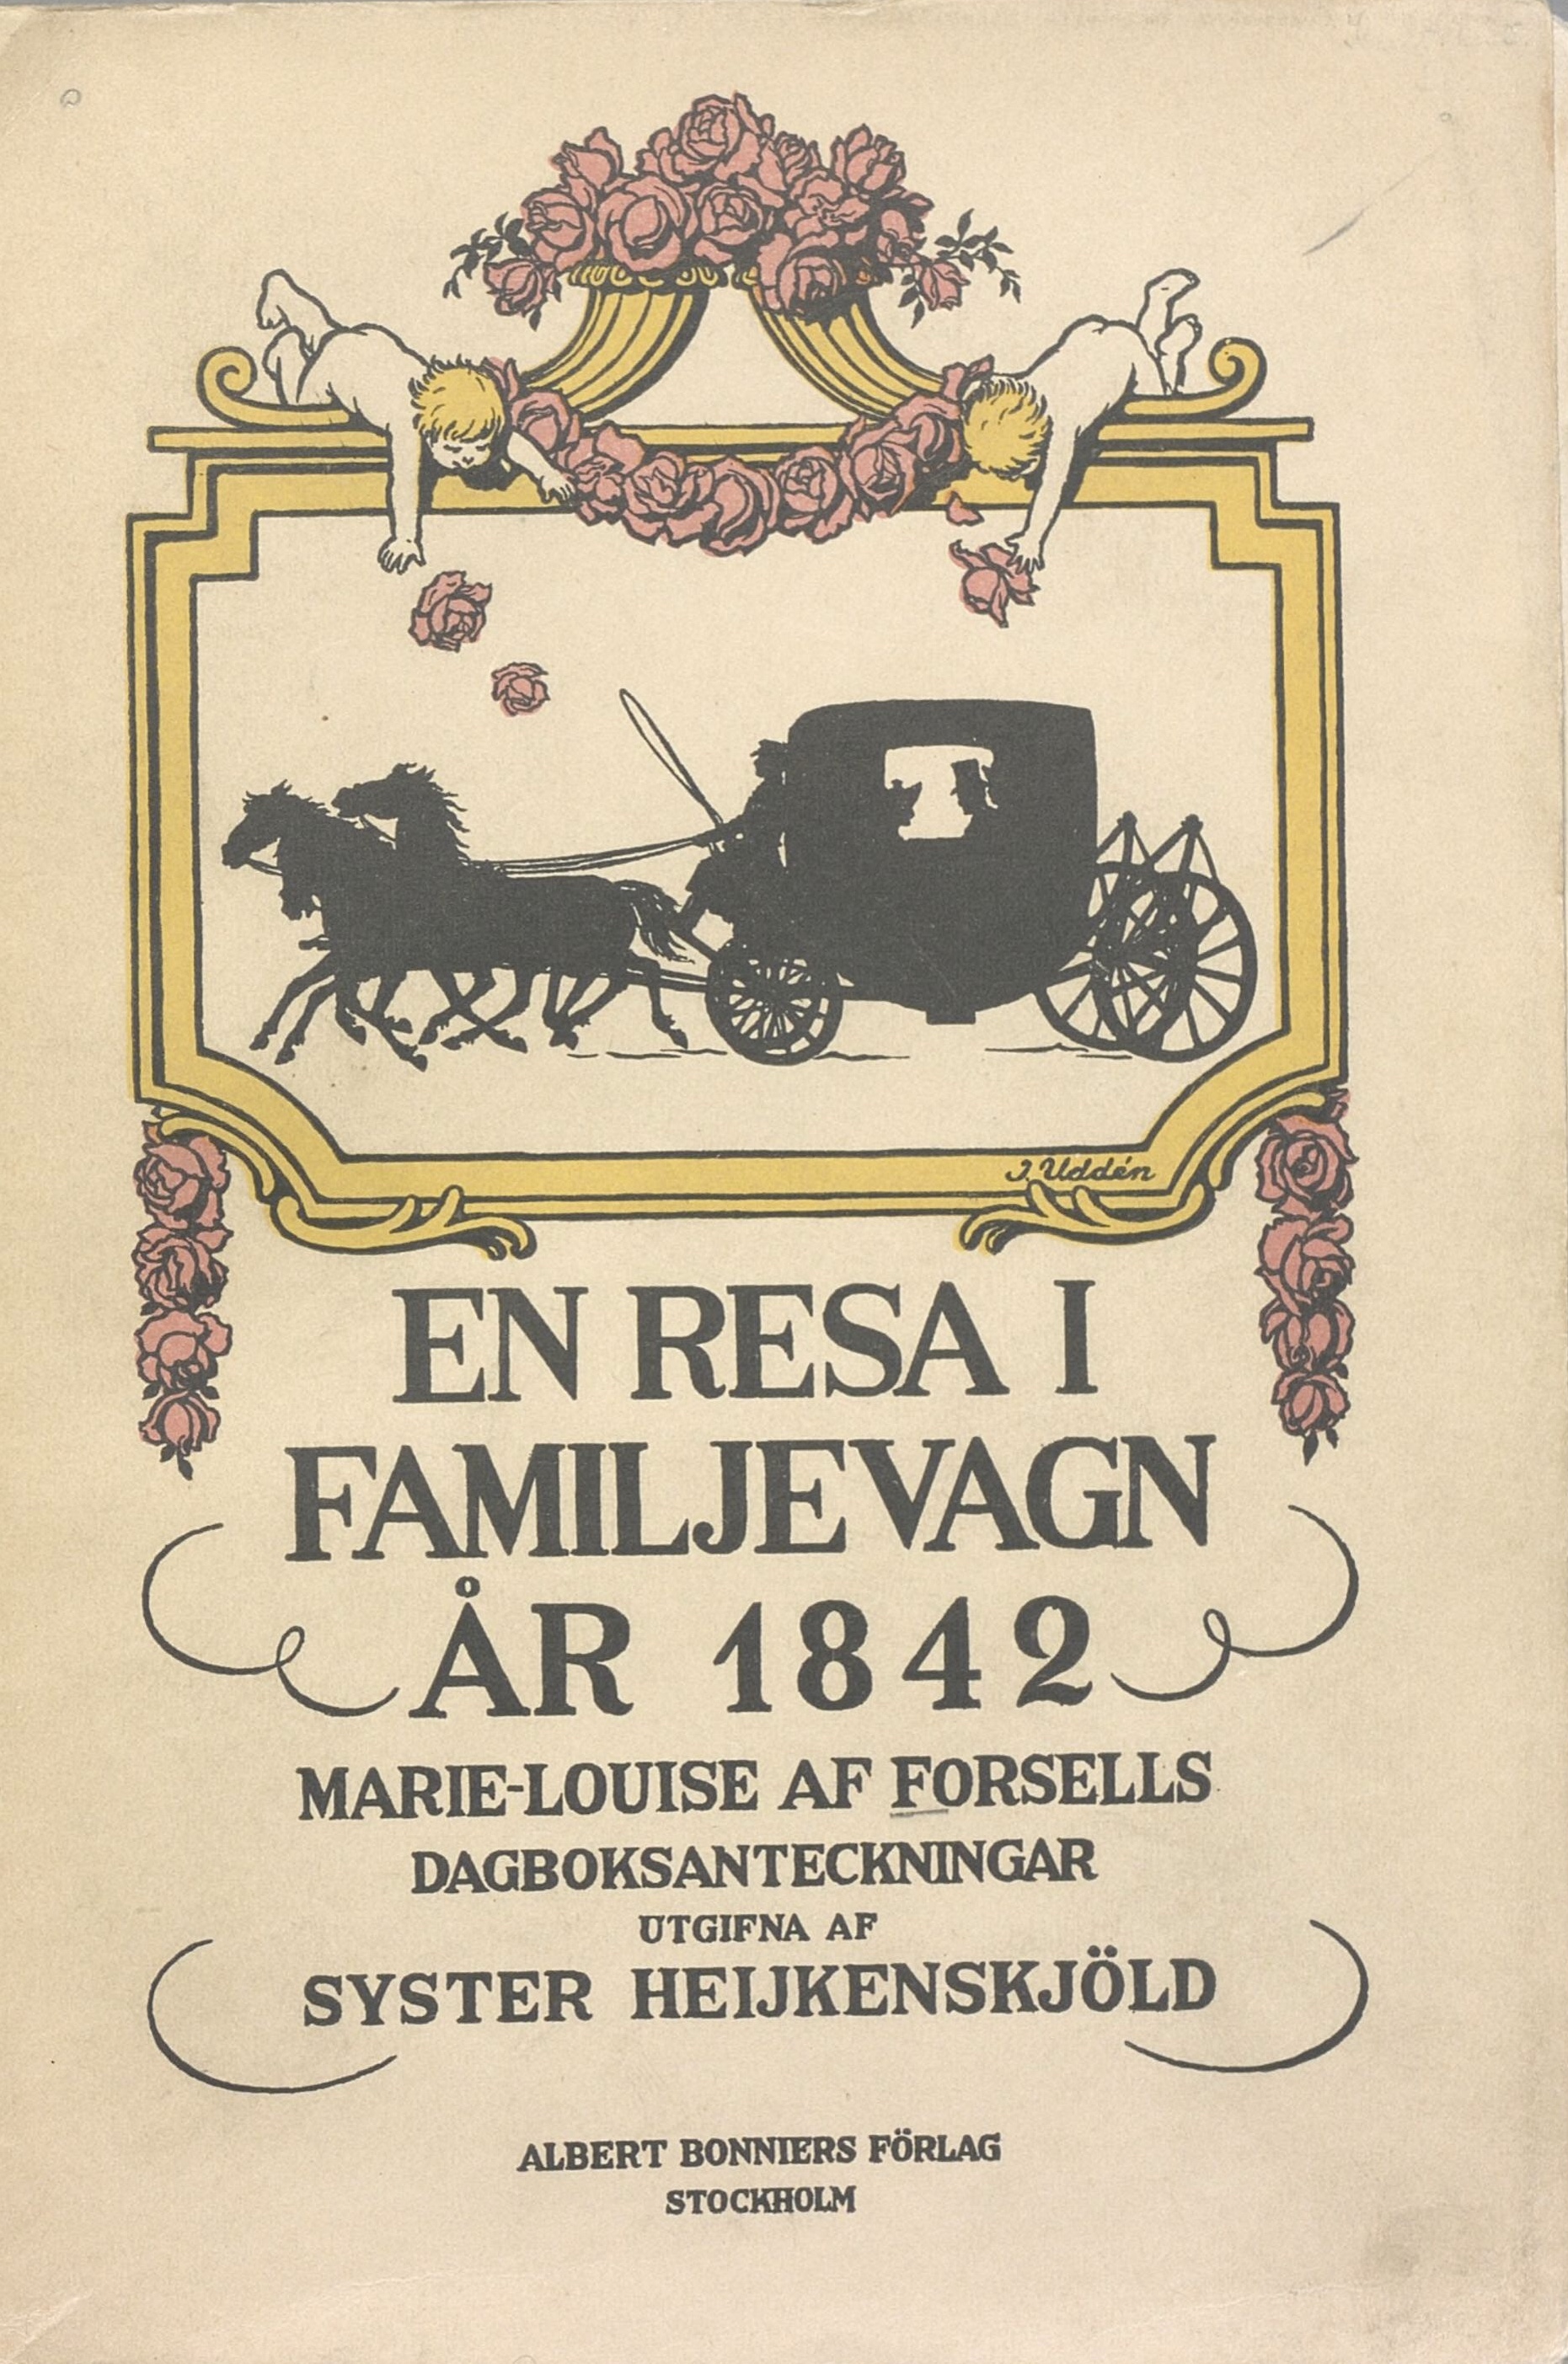 J. Uddén
EN RESA I
FAMILJEVAGN
ÅR 1842
MARIE-LOUISE AF FORSELLS
DAGBOKSANTECKNINGAR
UTGIFNA AF
SYSTER HEIJKENSKJÖLD
ALBERT BONNIERS FÖRLAG
STOCKHOLM